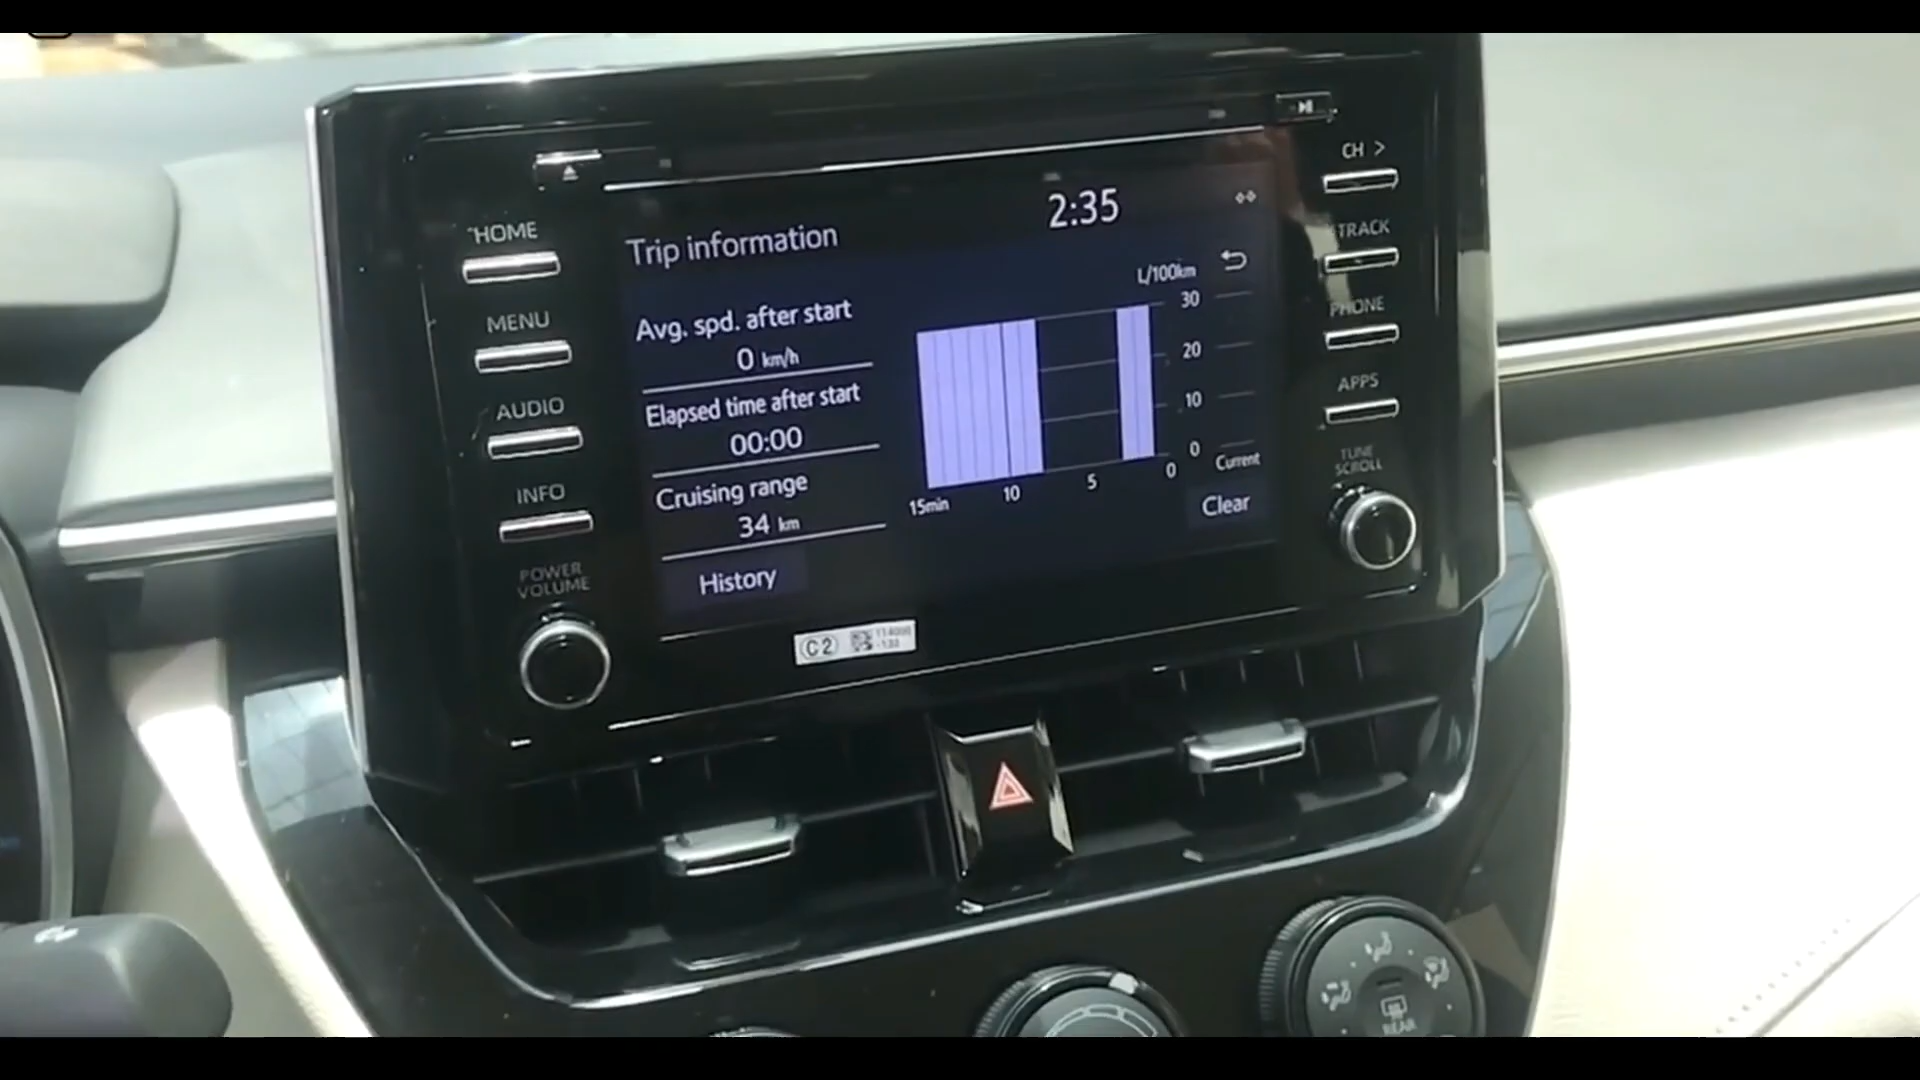 CH >
2:35
HOME
Trip information
TRACK
L/100km
MENU
Avg. spd. after start
30
PHONE
0 km/h
20
AUDIO
Elapsed time after start
10
APPS
00:00
0
Current
TUNE
SCROLL
INFO
Cruising range
15min 10 5 0
34 km
Clear
POWER
VOLUME
History
C2
REAR